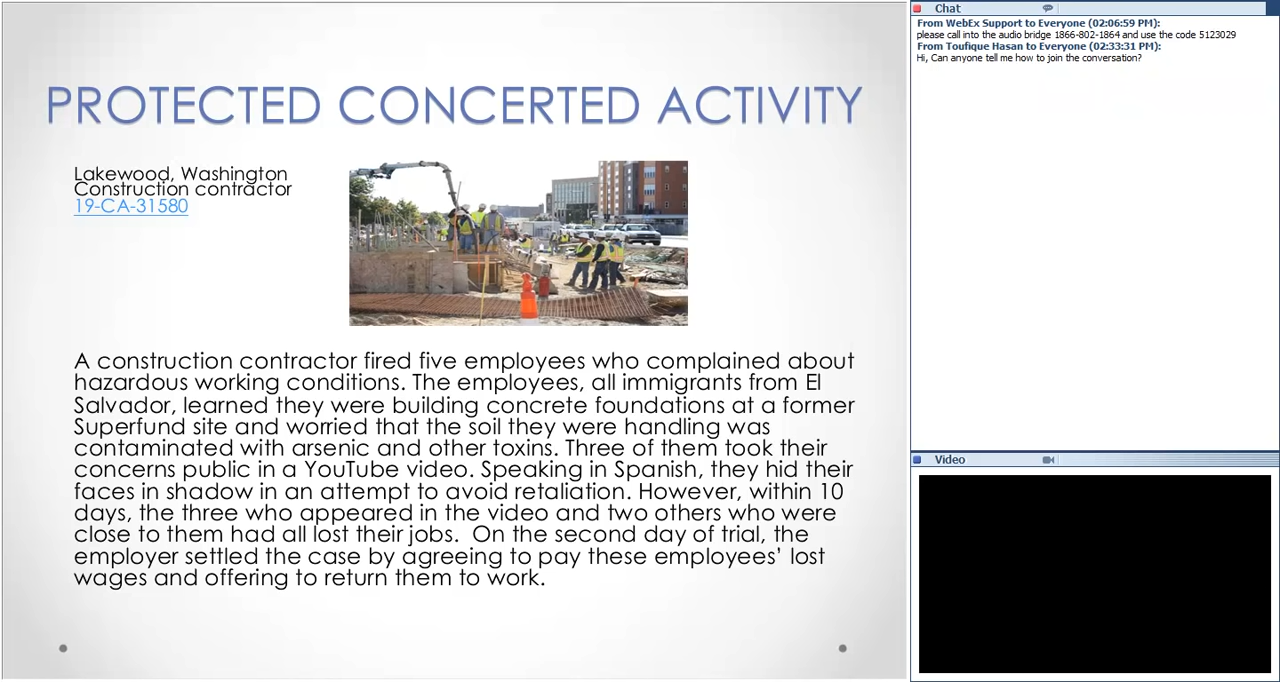 PROTECTED CONCERTED ACTIVITY
Lakewood, Washington
Construction contractor
19-CA-31580
A construction contractor fired five employees who complained about
hazardous working conditions. The employees, all immigrants from El
Salvador, learned they were building concrete foundations at a former
Superfund site and worried that the soil they were handling was
contaminated with arsenic and other toxins. Three of them took their
concerns public in a YouTube video. Speaking in Spanish, they hid their
faces in shadow in an attempt to avoid retaliation. However, within 10
days, the three who appeared in the video and two others who were
close to them had all lost their jobs.  On the second day of trial, the
employer settled the case by agreeing to pay these employees’ lost
wages and offering to return them to work.
Chat
From WebEx Support to Everyone (02:06:59 PM):
please call into the audio bridge 1866-802-1864 and use the code 5123029
From Toufique Hasan to Everyone (02:33:31 PM):
Hi, Can anyone tell me how to join the conversation?
Video